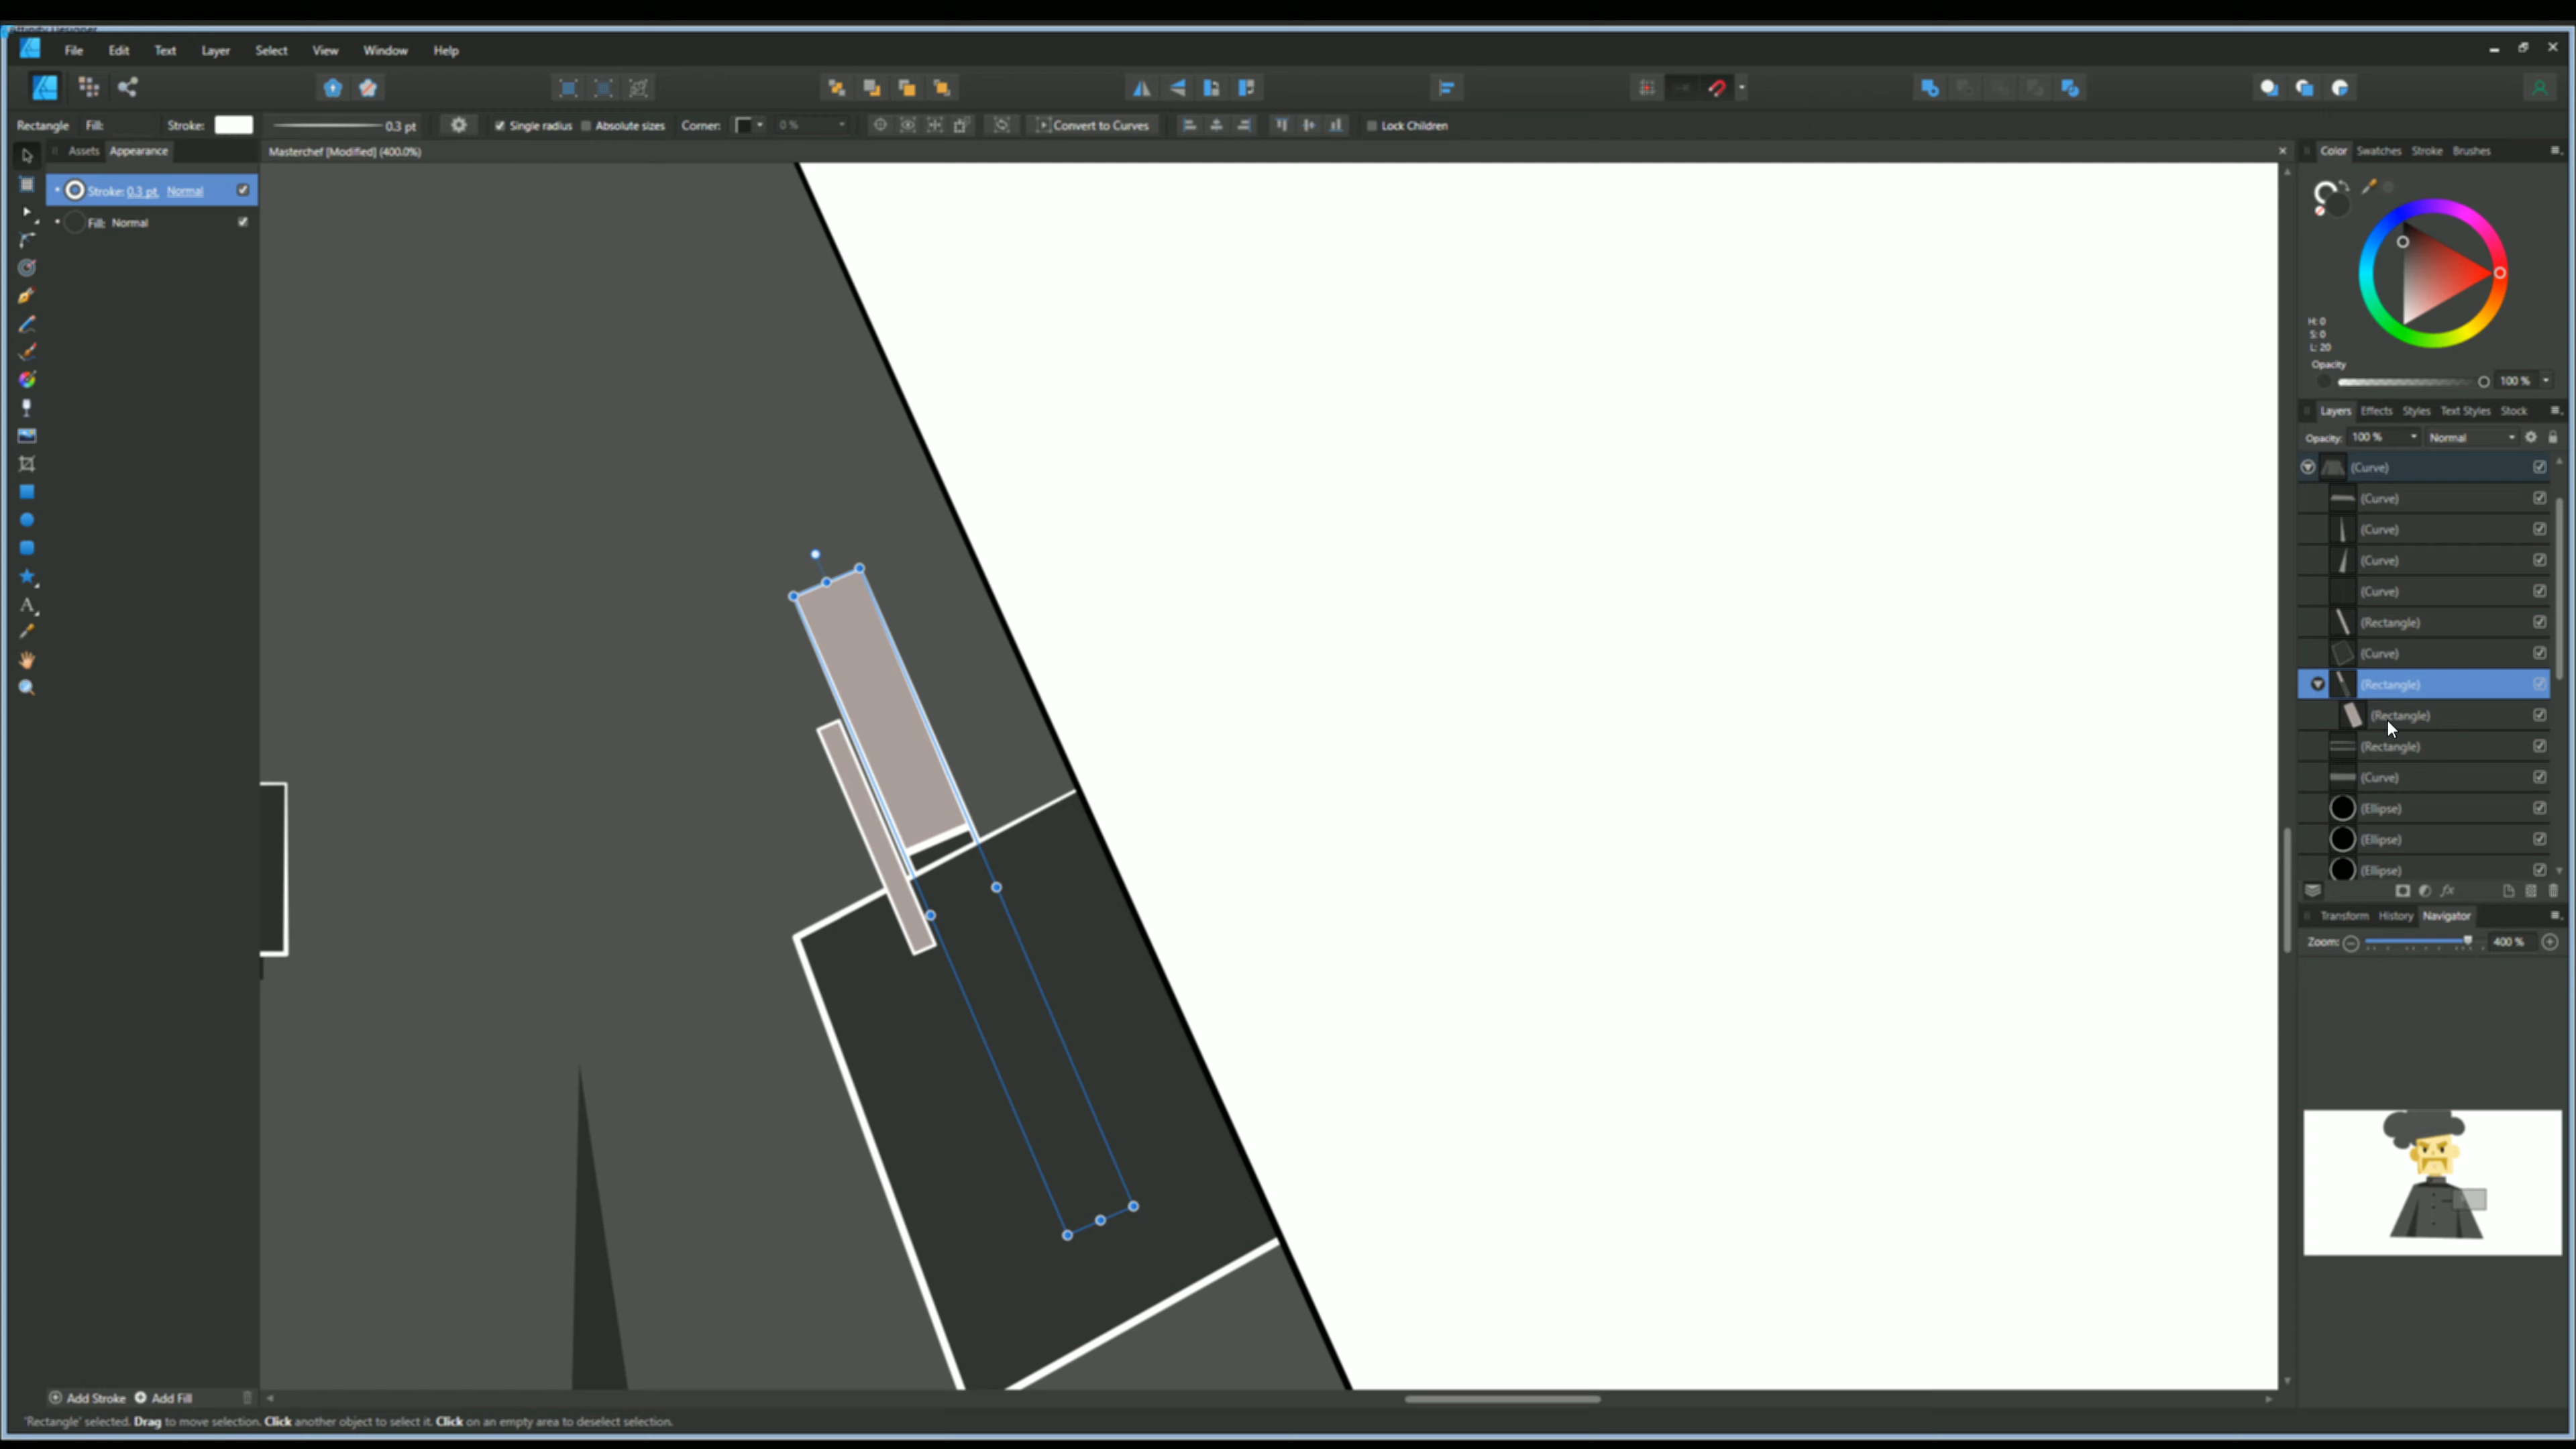 Affinity Designer
File Edit Text Layer Select View Window Help
Rectangle Fill: Stroke: 0.3 pt Single radius Absolute sizes Corner: 0 % Convert to Curves Lock Children
Assets Appearance
Masterchef [Modified] (400.0%)
Color Swatches Stroke Brushes
Stroke: 0.3 pt, Normal
Fill: Normal
H: 0
S: 0
L: 20
Opacity
100 %
Layers Effects Styles Text Styles Stock
Opacity: 100 % Normal
(Curve)
(Curve)
(Curve)
(Curve)
(Curve)
(Rectangle)
(Curve)
(Rectangle)
(Rectangle)
(Rectangle)
(Curve)
(Ellipse)
(Ellipse)
(Ellipse)
fx
Transform History Navigator
Zoom: 400 %
Add Stroke Add Fill
'Rectangle' selected. Drag to move selection. Click another object to select it. Click on an empty area to deselect selection.